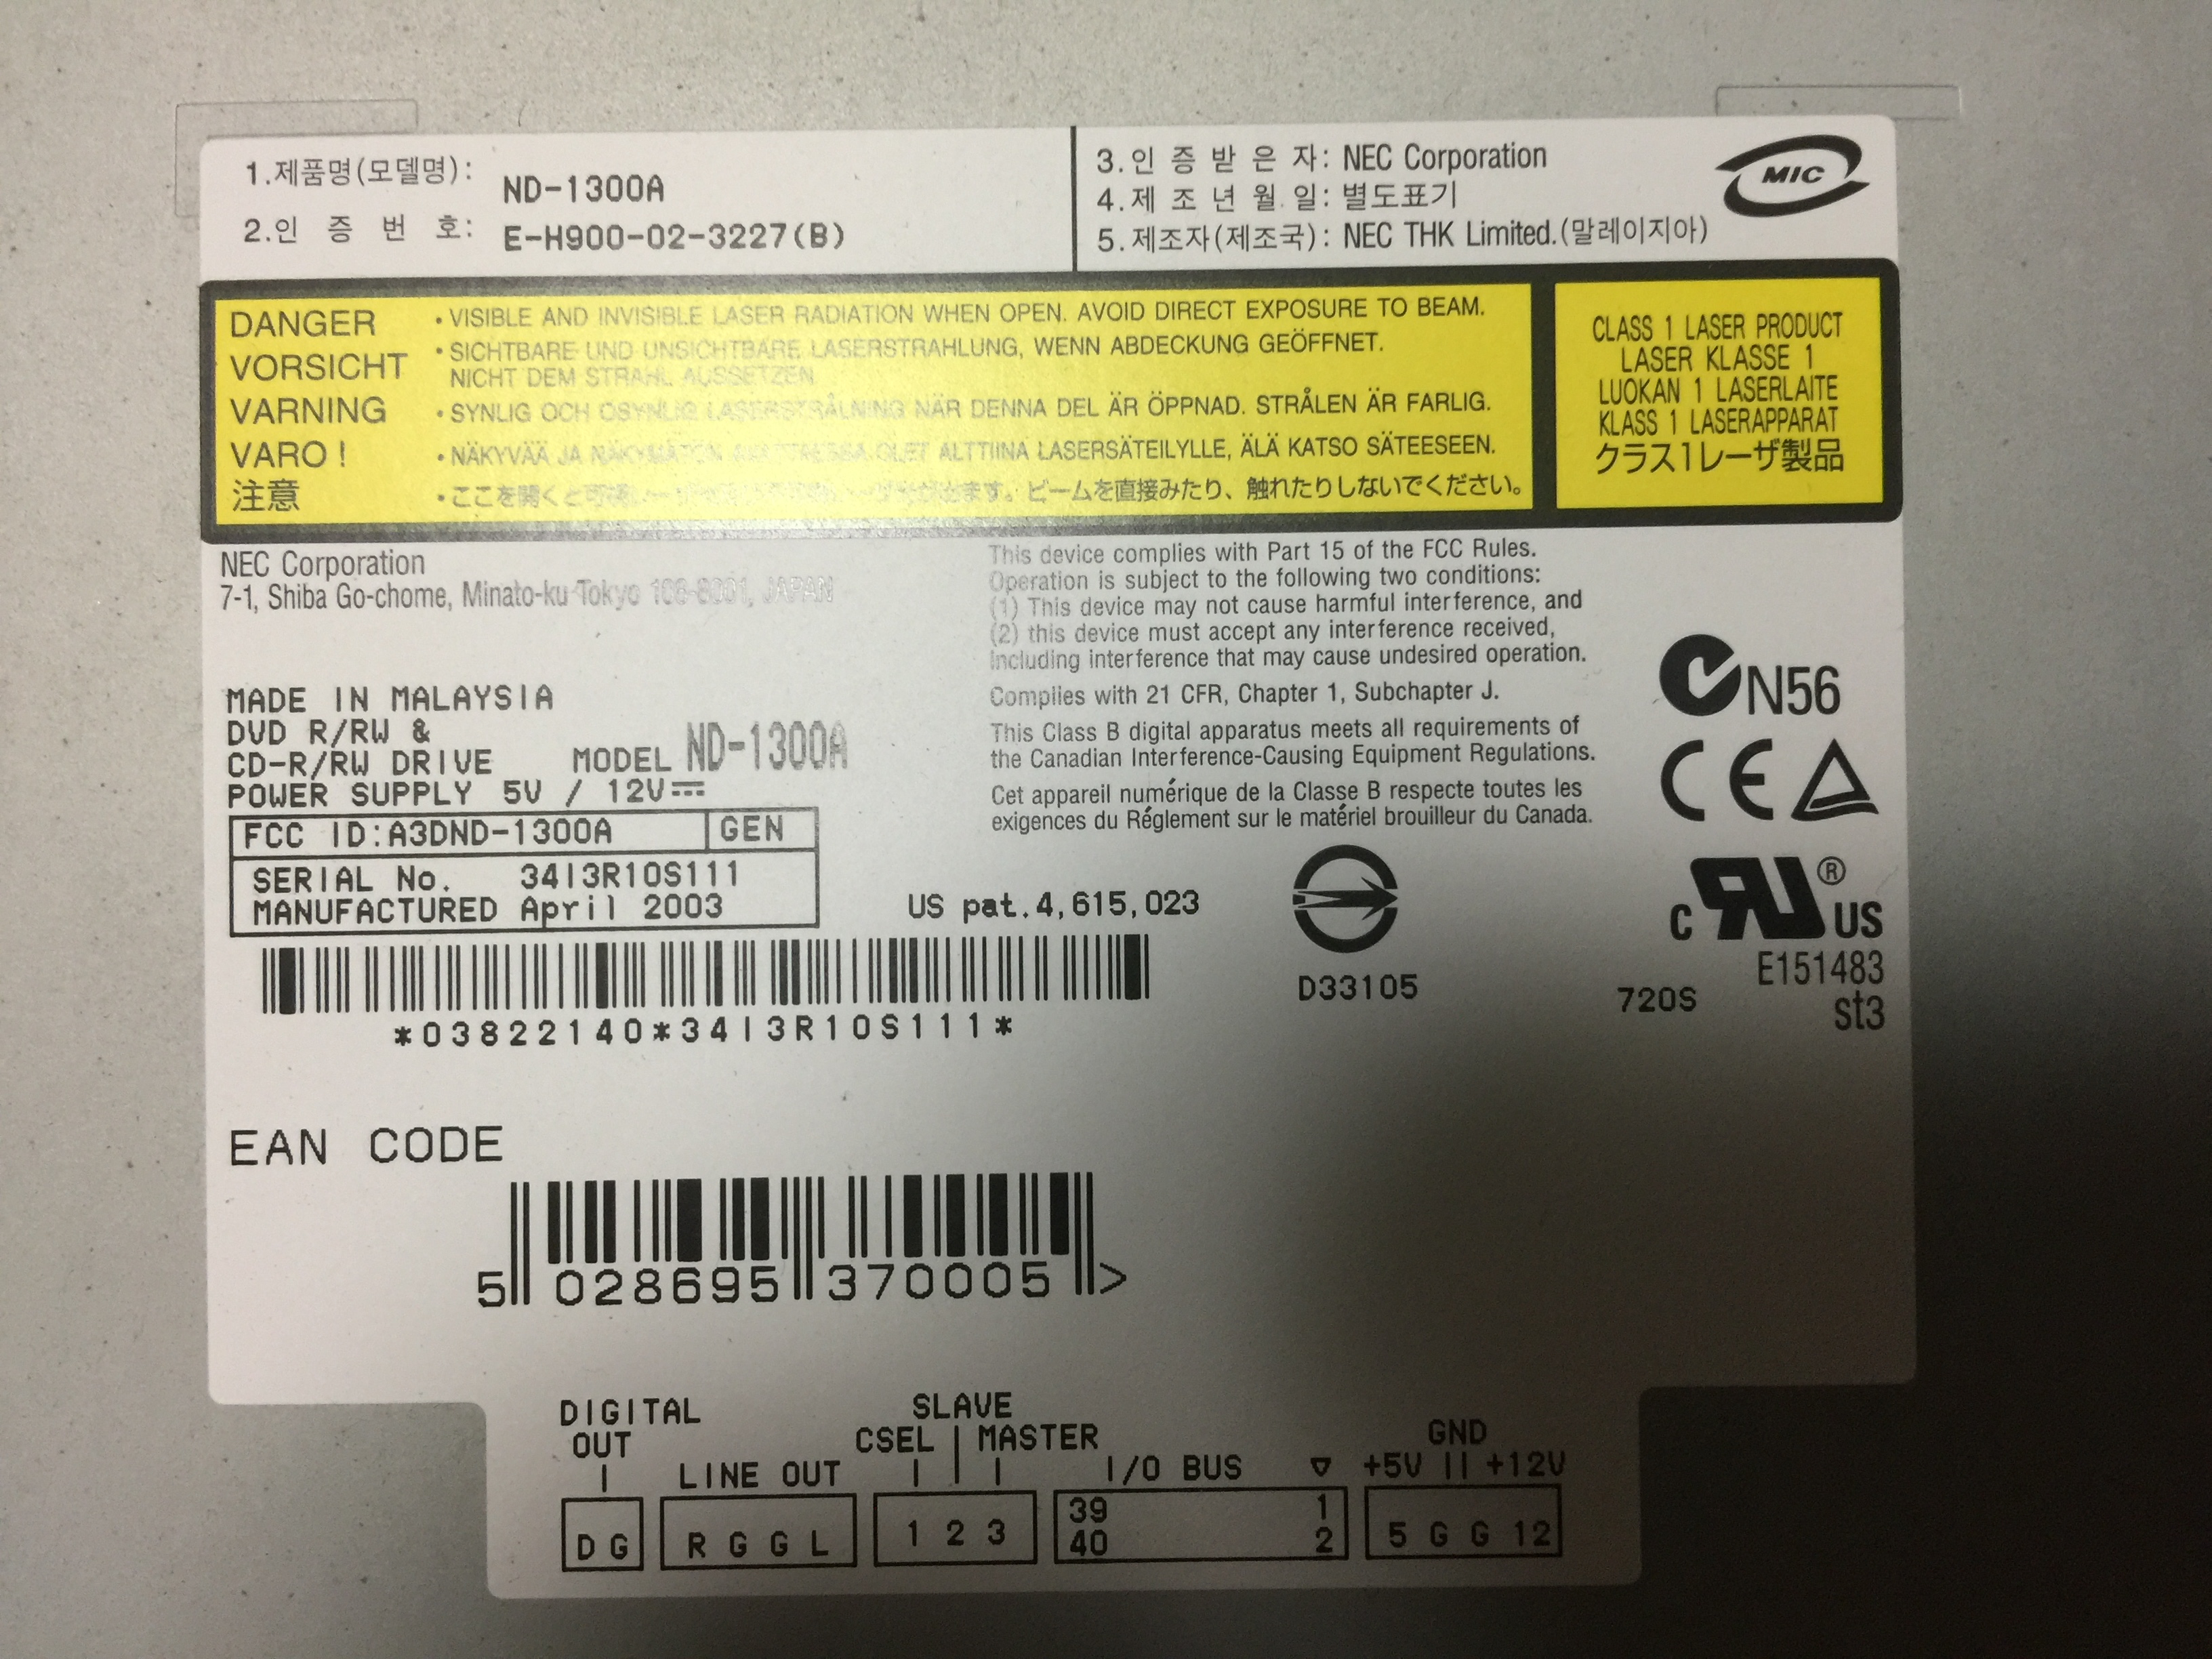 1.제품명(모델명): ND-1300A
2.인 증 번 호: E-H900-02-3227(B)
3.인 증 받 은 자: NEC Corporation
4.제 조 년 월 일: 별도표기
5.제조자(제조국): NEC THK Limited.(말레이지아)
MIC
DANGER
VORSICHT
VARNING
VARO !
注意
• VISIBLE AND INVISIBLE LASER RADIATION WHEN OPEN. AVOID DIRECT EXPOSURE TO BEAM.
• SICHTBARE UND UNSICHTBARE LASERSTRAHLUNG, WENN ABDECKUNG GEÖFFNET.
NICHT DEM STRAHL AUSSETZEN
• SYNLIG OCH OSYNLIG LASERSTRÅLNING NÄR DENNA DEL ÄR ÖPPNAD. STRÅLEN ÄR FARLIG.
• NÄKYVÄÄ JA OLET ALTTIINA LASERSÄTEILYLLE, ÄLÄ KATSO SÄTEESEEN.
• ここを開くと可視 ます。ビームを直接みたり、触れたりしないでください。
CLASS 1 LASER PRODUCT
LASER KLASSE 1
LUOKAN 1 LASERLAITE
KLASS 1 LASERAPPARAT
クラス1レーザ製品
NEC Corporation
7-1, Shiba Go-chome, Minato-ku Tokyo 108-8001, JAPAN
MADE IN MALAYSIA
DVD R/RW &
CD-R/RW DRIVE MODEL ND-1300A
POWER SUPPLY 5V / 12V
FCC ID:A3DND-1300A GEN
SERIAL No. 34I3R10S111
MANUFACTURED April 2003
*03822140*34I3R10S111*
This device complies with Part 15 of the FCC Rules.
Operation is subject to the following two conditions:
(1) This device may not cause harmful interference, and
(2) this device must accept any interference received,
including interference that may cause undesired operation.
Complies with 21 CFR, Chapter 1, Subchapter J.
This Class B digital apparatus meets all requirements of
the Canadian Interference-Causing Equipment Regulations.
Cet appareil numérique de la Classe B respecte toutes les
exigences du Réglement sur le matériel brouilleur du Canada.
US pat.4,615,023
D33105
N56
CE
C RU® US
E151483
720S
st3
EAN CODE
5 028695 370005 >
DIGITAL
OUT
LINE OUT
SLAVE
CSEL MASTER
I/O BUS
GND
+5V +12V
D G
R G G L
1 2 3
39 1
40 2
5 G G 12